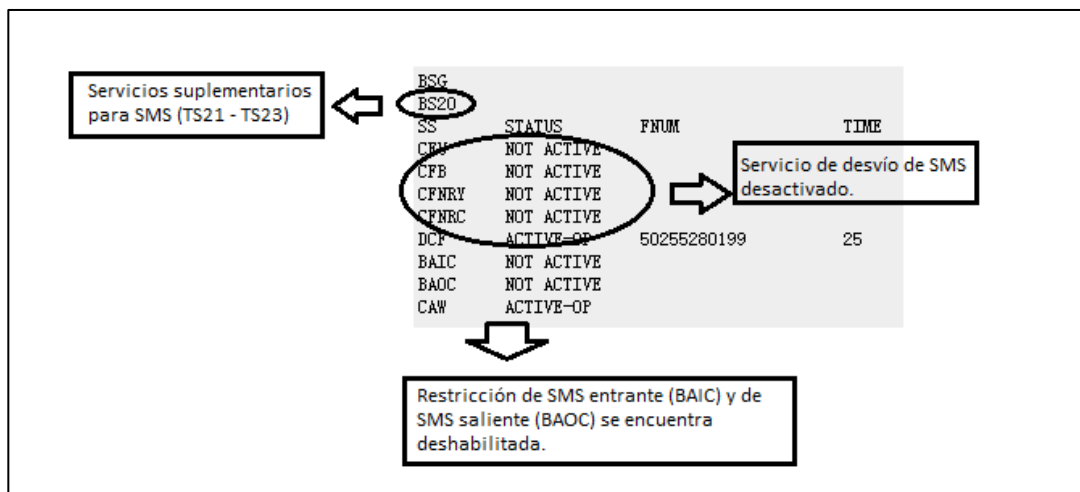 Servicios suplementarios
para SMS (TS21 - TS23)
BSG
BS20
SS STATUS FNUM TIME
CFU NOT ACTIVE
CFB NOT ACTIVE
CFNRY NOT ACTIVE
CFNRC NOT ACTIVE
DCF ACTIVE-OP 50255280199 25
BAIC NOT ACTIVE
BAOC NOT ACTIVE
CAW ACTIVE-OP
Servicio de desvío de SMS
desactivado.
Restricción de SMS entrante (BAIC) y de
SMS saliente (BAOC) se encuentra
deshabilitada.